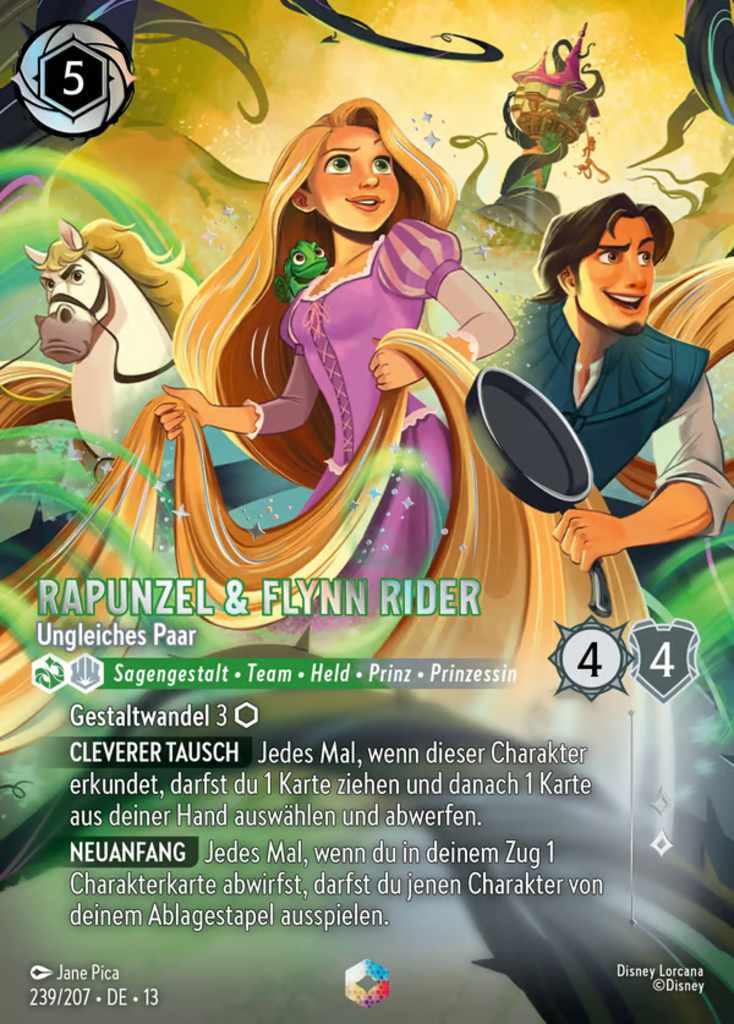 5
RAPUNZEL & FLYNN RIDER
Ungleiches Paar
4 4
Sagengestalt • Team • Held • Prinz • Prinzessin
Gestaltwandel 3
CLEVERER TAUSCH Jedes Mal, wenn dieser Charakter
erkundet, darfst du 1 Karte ziehen und danach 1 Karte
aus deiner Hand auswählen und abwerfen.
NEUANFANG Jedes Mal, wenn du in deinem Zug 1
Charakterkarte abwirfst, darfst du jenen Charakter von
deinem Ablagestapel ausspielen.
Jane Pica
239/207 • DE • 13
Disney Lorcana
©Disney